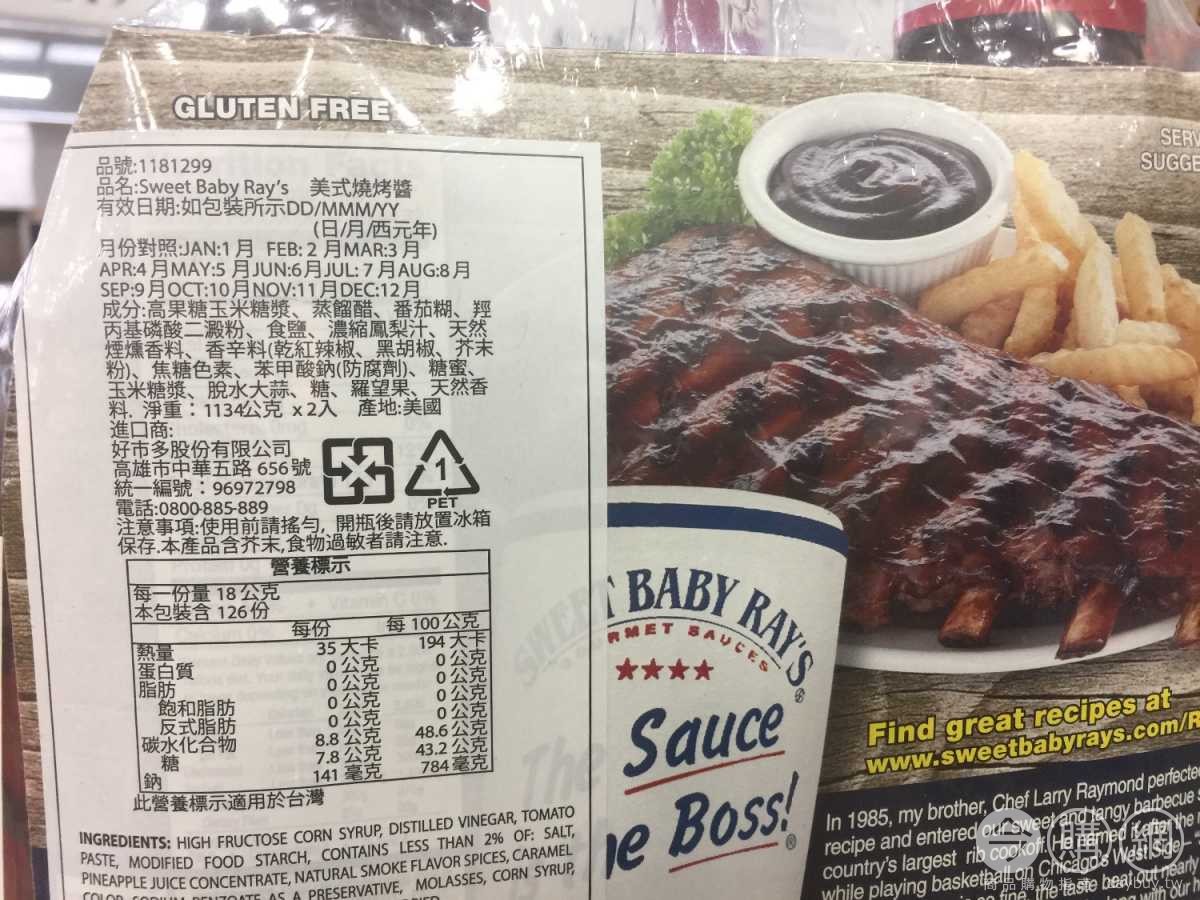 GLUTEN FREE
品號:1181299
品名:Sweet Baby Ray's 美式燒烤醬
有效日期:如包裝所示DD/MMM/YY
(日/月/西元年)
月份對照:JAN:1月 FEB:2月MAR:3月
APR:4月MAY:5月JUN:6月JUL:7月AUG:8月
SEP:9月OCT:10月NOV:11月DEC:12月
成分:高果糖玉米糖漿、蒸餾醋、番茄糊、羥
丙基磷酸二澱粉、食鹽、濃縮鳳梨汁、天然
煙燻香料、香辛料(乾紅辣椒、黑胡椒、芥末
粉)、焦糖色素、苯甲酸鈉(防腐劑)、糖蜜、
玉米糖漿、脫水大蒜、糖、羅望果、天然香
料. 淨重：1134公克 x2入 產地:美國
進口商:
好市多股份有限公司
高雄市中華五路 656號
統一編號：96972798
電話:0800-885-889
注意事項:使用前請搖勻, 開瓶後請放置冰箱
保存.本產品含芥末,食物過敏者請注意.
1
PET
營養標示
每一份量 18 公克
本包裝含 126份
每份 每 100公克
熱量 35 大卡 194 大卡
蛋白質 0 公克 0 公克
脂肪 0 公克 0 公克
飽和脂肪 0 公克 0 公克
反式脂肪 0 公克 0 公克
碳水化合物 8.8 公克 48.6 公克
糖 7.8 公克 43.2 公克
鈉 141 毫克 784 毫克
此營養標示適用於台灣
INGREDIENTS: HIGH FRUCTOSE CORN SYRUP, DISTILLED VINEGAR, TOMATO
PASTE, MODIFIED FOOD STARCH, CONTAINS LESS THAN 2% OF: SALT,
PINEAPPLE JUICE CONCENTRATE, NATURAL SMOKE FLAVOR SPICES, CARAMEL
COLOR, SODIUM BENZOATE AS A PRESERVATIVE, MOLASSES, CORN SYRUP,
SWEET BABY RAY'S
SAUCES
★★★★
The Sauce
Boss!
SERV
SUGGE
Find great recipes at
www.sweetbabyrays.com/R
In 1985, my brother, Chef Larry Raymond perfected
recipe and entered our sweet and tangy barbecue
country's largest rib cookoff. He named it after the
while playing basketball on Chicago's West Side
fine, the taste beat out nearly
with our